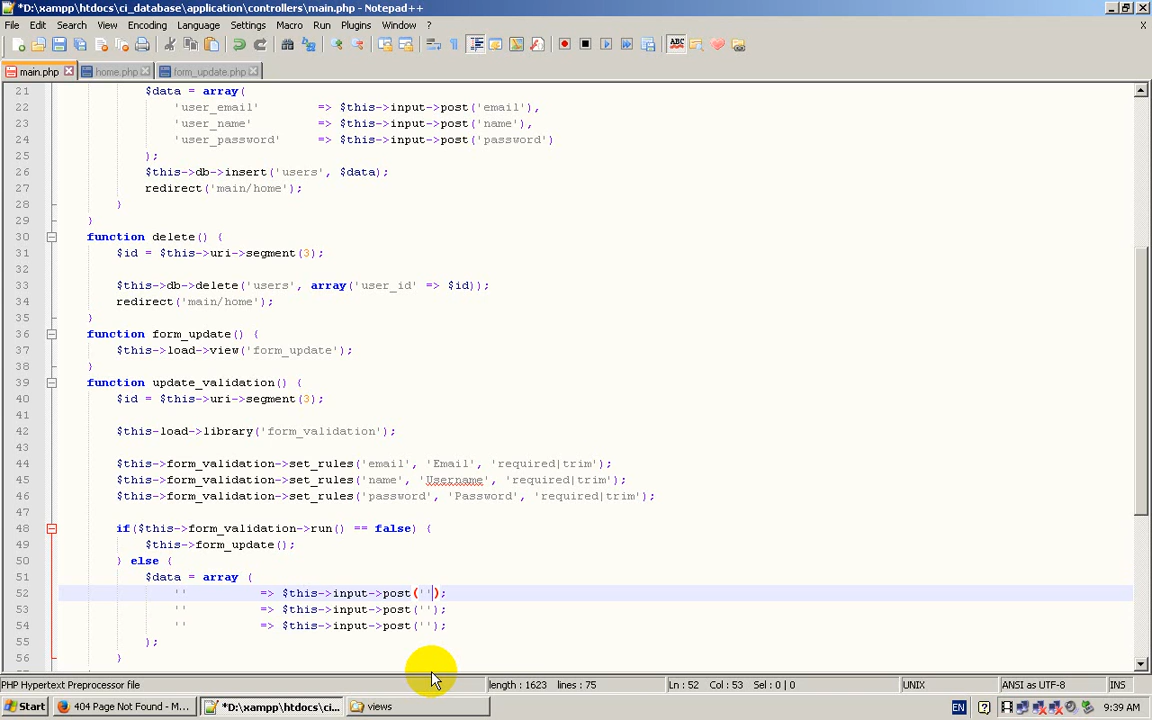 *D:\xampp\htdocs\ci_database\application\controllers\main.php - Notepad++
File Edit Search View Encoding Language Settings Macro Run Plugins Window ? X
ABC
main.php home.php form_update.php
21 $data = array(
22 'user_email' => $this->input->post('email'),
23 'user_name' => $this->input->post('name'),
24 'user_password' => $this->input->post('password')
25 );
26 $this->db->insert('users', $data);
27 redirect('main/home');
28 }
29 }
30 function delete() {
31 $id = $this->uri->segment(3);
32
33 $this->db->delete('users', array('user_id' => $id));
34 redirect('main/home');
35 }
36 function form_update() {
37 $this->load->view('form_update');
38 }
39 function update_validation() {
40 $id = $this->uri->segment(3);
41
42 $this-load->library('form_validation');
43
44 $this->form_validation->set_rules('email', 'Email', 'required|trim');
45 $this->form_validation->set_rules('name', 'Username', 'required|trim');
46 $this->form_validation->set_rules('password', 'Password', 'required|trim');
47
48 if($this->form_validation->run() == false) {
49 $this->form_update();
50 } else {
51 $data = array (
52 '' => $this->input->post('');
53 '' => $this->input->post('');
54 '' => $this->input->post('');
55 );
56 }
PHP Hypertext Preprocessor file length : 1623 lines : 75 Ln : 52 Col : 53 Sel : 0 | 0 UNIX ANSI as UTF-8 INS
Start 404 Page Not Found - M... *D:\xampp\htdocs\ci... views EN 9:39 AM